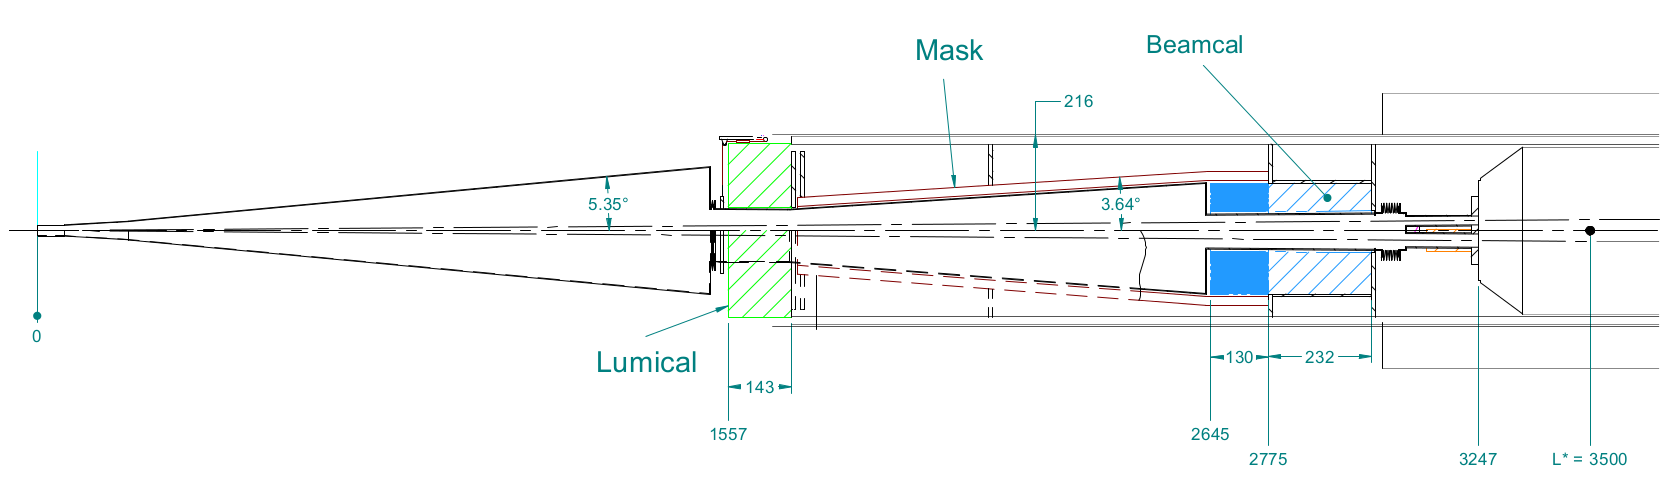 Mask
Beamcal
216
5.35°
3.64°
0
Lumical
143
130
232
1557
2645
2775
3247
L* = 3500